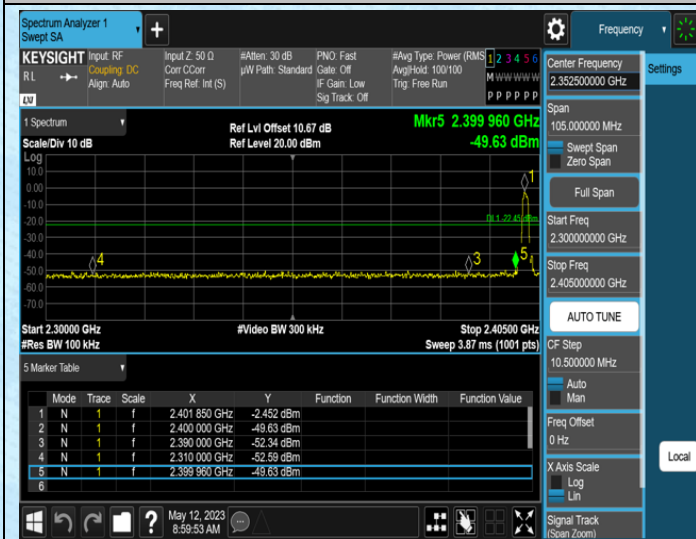 Spectrum Analyzer 1
Swept SA
+
Frequency
KEYSIGHT
RL
LXI
Input: RF
Coupling: DC
Align: Auto
Input Z: 50 Ω
Corr CCorr
Freq Ref: Int (S)
#Atten: 30 dB
µW Path: Standard
PNO: Fast
Gate: Off
IF Gain: Low
Sig Track: Off
#Avg Type: Power (RMS
Avg|Hold: 100/100
Trig: Free Run
1 2 3 4 5 6
M W W W W W
P P P P P P
1 Spectrum
Scale/Div 10 dB
Ref Lvl Offset 10.67 dB
Ref Level 20.00 dBm
Mkr5 2.399 960 GHz
-49.63 dBm
Log
10.0
0.00
-10.0
-20.0
-30.0
-40.0
-50.0
-60.0
-70.0
1
DL1 -22.45 dBm
4
3
5
Start 2.30000 GHz
#Res BW 100 kHz
#Video BW 300 kHz
Stop 2.40500 GHz
Sweep 3.87 ms (1001 pts)
5 Marker Table
Mode Trace Scale X Y Function Function Width Function Value
1 N 1 f 2.401 850 GHz -2.452 dBm
2 N 1 f 2.400 000 GHz -49.63 dBm
3 N 1 f 2.390 000 GHz -52.34 dBm
4 N 1 f 2.310 000 GHz -52.59 dBm
5 N 1 f 2.399 960 GHz -49.63 dBm
6
May 12, 2023
8:59:53 AM
?
Center Frequency
2.352500000 GHz
Span
105.000000 MHz
Swept Span
Zero Span
Full Span
Start Freq
2.300000000 GHz
Stop Freq
2.405000000 GHz
AUTO TUNE
CF Step
10.500000 MHz
Auto
Man
Freq Offset
0 Hz
X Axis Scale
Log
Lin
Signal Track
(Span Zoom)
Settings
Local